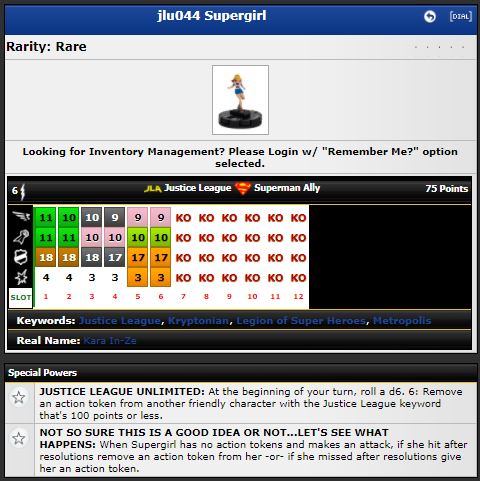 jlu044 Supergirl
[DIAL]
Rarity: Rare
Looking for Inventory Management? Please Login w/ "Remember Me?" option
selected.
6 JLA Justice League Superman Ally 75 Points
11 10 10 9 9 9 KO KO KO KO KO KO
11 11 10 10 10 10 KO KO KO KO KO KO
18 18 18 17 17 17 KO KO KO KO KO KO
4 4 3 3 3 3 KO KO KO KO KO KO
SLOT 1 2 3 4 5 6 7 8 9 10 11 12
Keywords: Justice League, Kryptonian, Legion of Super Heroes, Metropolis
Real Name: Kara In-Ze
Special Powers
JUSTICE LEAGUE UNLIMITED: At the beginning of your turn, roll a d6. 6: Remove
an action token from another friendly character with the Justice League keyword
that's 100 points or less.
NOT SO SURE THIS IS A GOOD IDEA OR NOT...LET'S SEE WHAT
HAPPENS: When Supergirl has no action tokens and makes an attack, if she hit after
resolutions remove an action token from her -or- if she missed after resolutions give
her an action token.